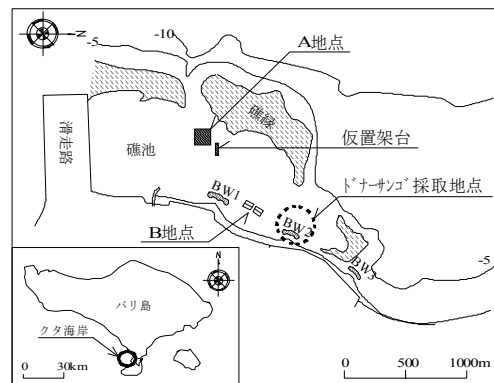 -10
-5
N
A地点
礁縁
仮置架台
滑走路
礁池
ﾄﾞﾅｰｻﾝｺﾞ採取地点
BW1
BW2
B地点
BW3
-5
N
バリ島
クタ海岸
0 30km
0 500 1000m